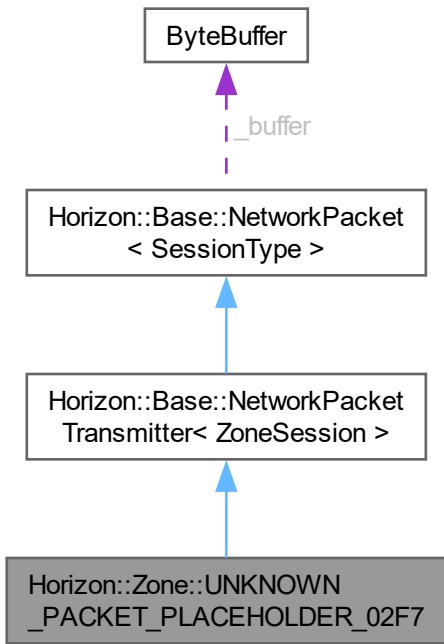 ByteBuffer
_buffer
Horizon::Base::NetworkPacket
< SessionType >
Horizon::Base::NetworkPacket
Transmitter< ZoneSession >
Horizon::Zone::UNKNOWN
_PACKET_PLACEHOLDER_02F7